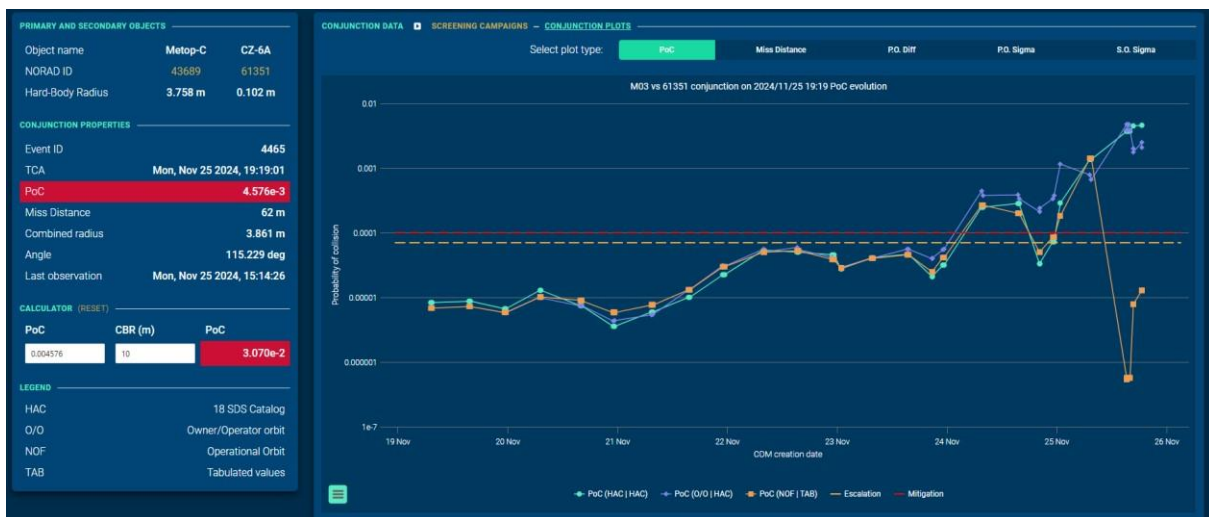 PRIMARY AND SECONDARY OBJECTS
Object name Metop-C CZ-6A
NORAD ID 43689 61351
Hard-Body Radius 3.758 m 0.102 m
CONJUNCTION PROPERTIES
Event ID 4465
TCA Mon, Nov 25 2024, 19:19:01
PoC 4.576e-3
Miss Distance 62 m
Combined radius 3.861 m
Angle 115.229 deg
Last observation Mon, Nov 25 2024, 15:14:26
CALCULATOR (RESET)
PoC CBR (m) PoC
0.004576 10 3.070e-2
LEGEND
HAC 18 SDS Catalog
O/O Owner/Operator orbit
NOF Operational Orbit
TAB Tabulated values
CONJUNCTION DATA SCREENING CAMPAIGNS – CONJUNCTION PLOTS
Select plot type: PoC Miss Distance P.O. Diff P.O. Sigma S.O. Sigma
M03 vs 61351 conjunction on 2024/11/25 19:19 PoC evolution
Probability of collision
0.01
0.001
0.0001
0.00001
0.000001
1e-7
19 Nov 20 Nov 21 Nov 22 Nov 23 Nov 24 Nov 25 Nov 26 Nov
CDM creation date
PoC (HAC | HAC) PoC (O/O | HAC) PoC (NOF | TAB) Escalation Mitigation